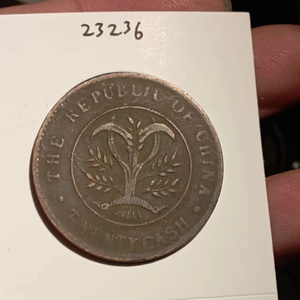 23236
THE REPUBLIC OF CHINA
TWENTY CASH